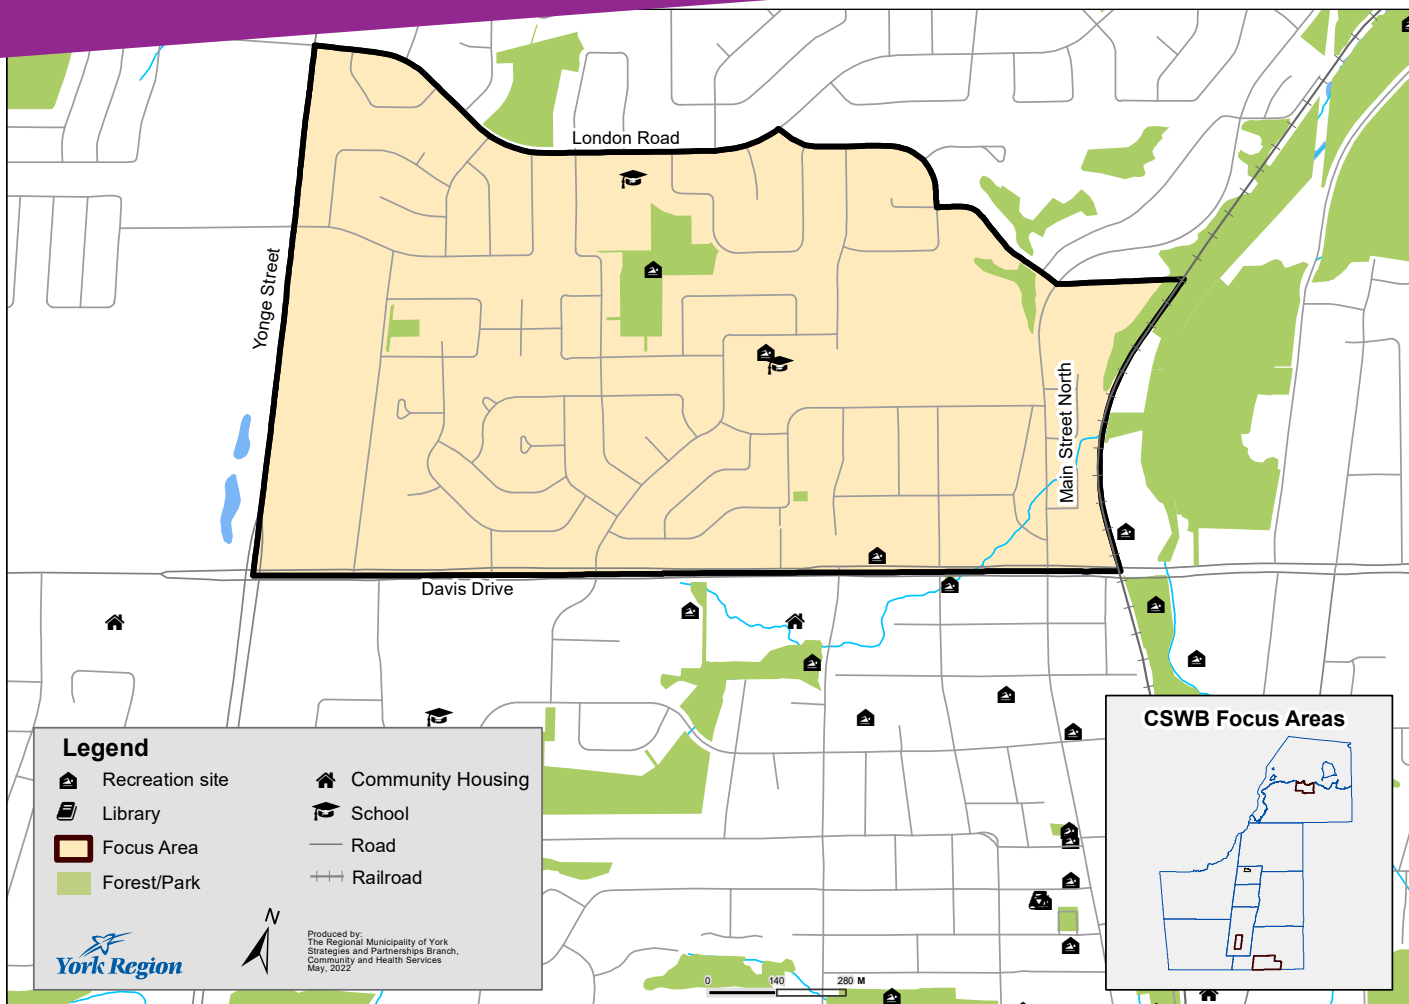 London Road
Yonge Street
Main Street North
Davis Drive
Legend
Recreation site
Library
Focus Area
Forest/Park
Community Housing
School
Road
Railroad
York Region
N
Produced by:
The Regional Municipality of York
Strategies and Partnerships Branch,
Community and Health Services
May, 2022
0 140 280 M
CSWB Focus Areas